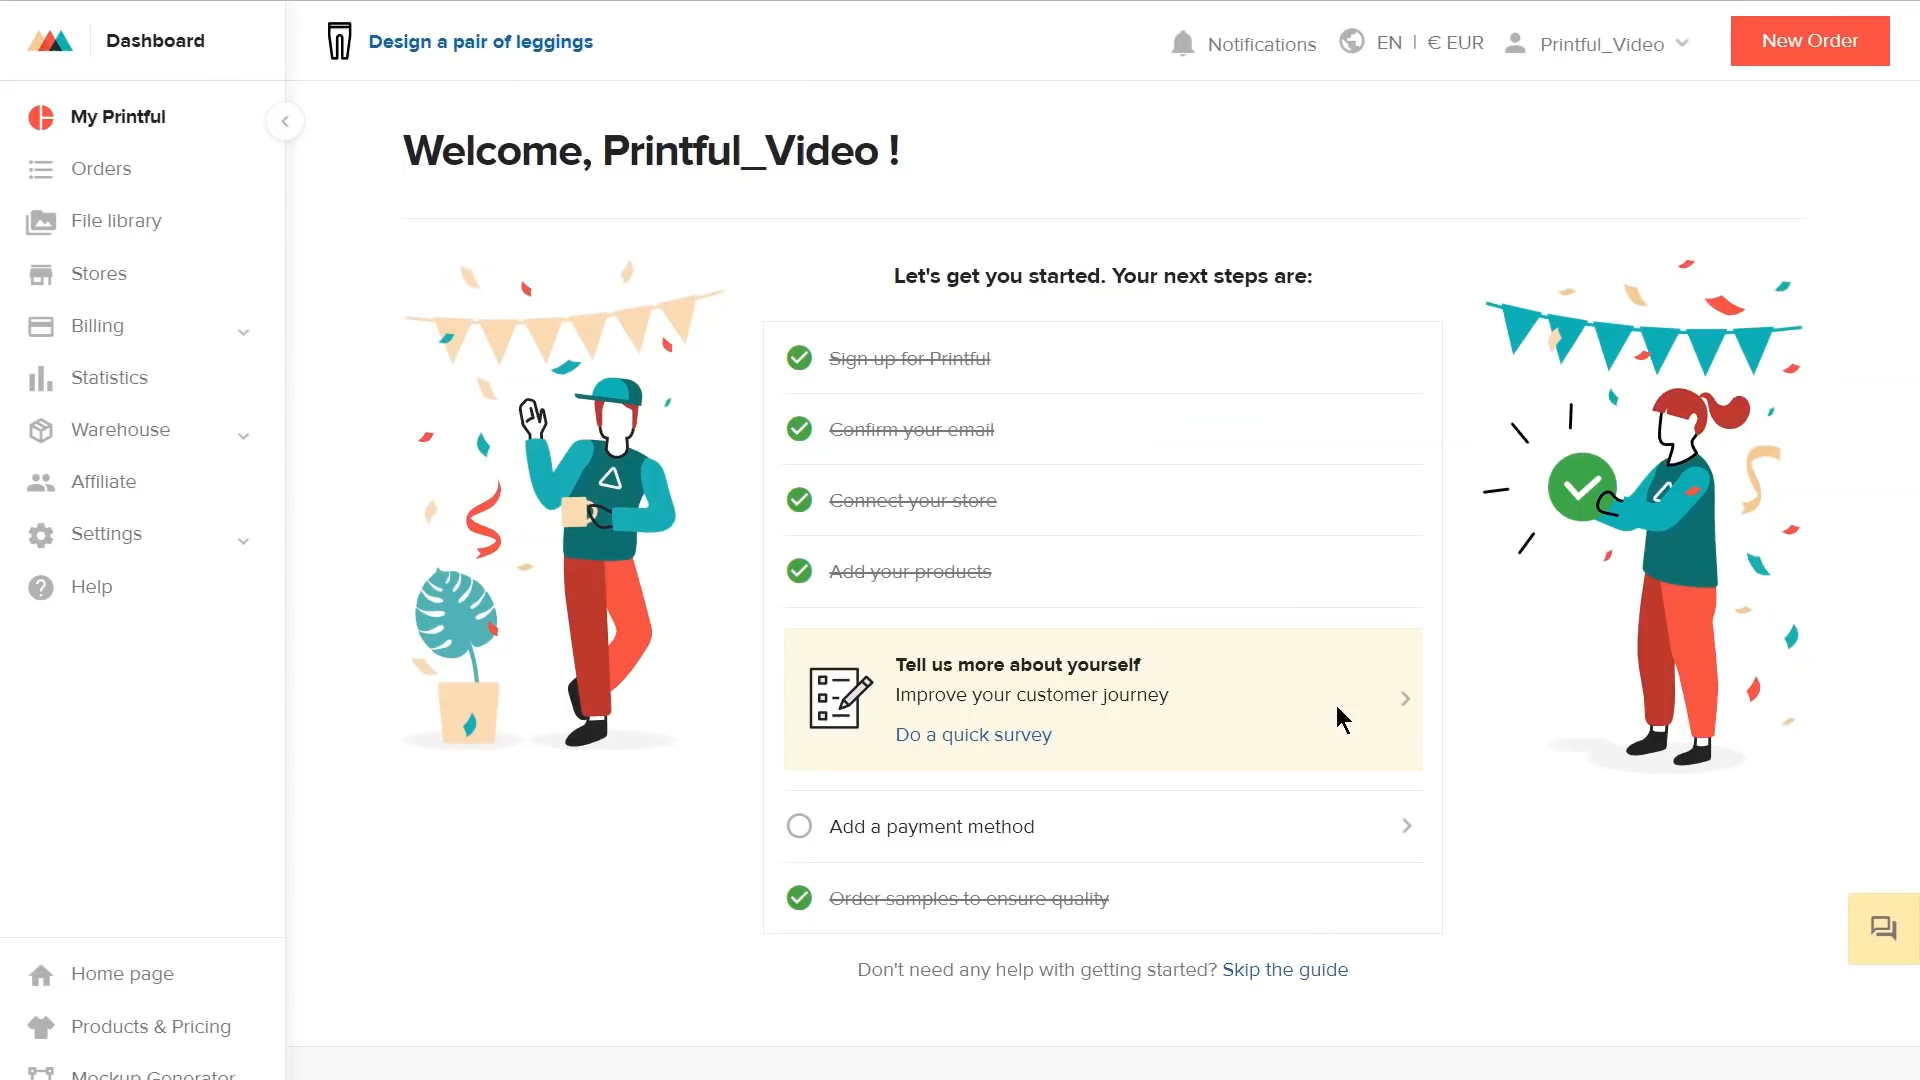 Dashboard
Design a pair of leggings
Notifications
EN | € EUR
Printful_Video
New Order
My Printful
Orders
File library
Stores
Billing
Statistics
Warehouse
Affiliate
Settings
Help
Home page
Products & Pricing
Mockup Generator
Welcome, Printful_Video !
Let's get you started. Your next steps are:
Sign up for Printful
Confirm your email
Connect your store
Add your products
Tell us more about yourself
Improve your customer journey
Do a quick survey
Add a payment method
Order samples to ensure quality
Don't need any help with getting started? Skip the guide